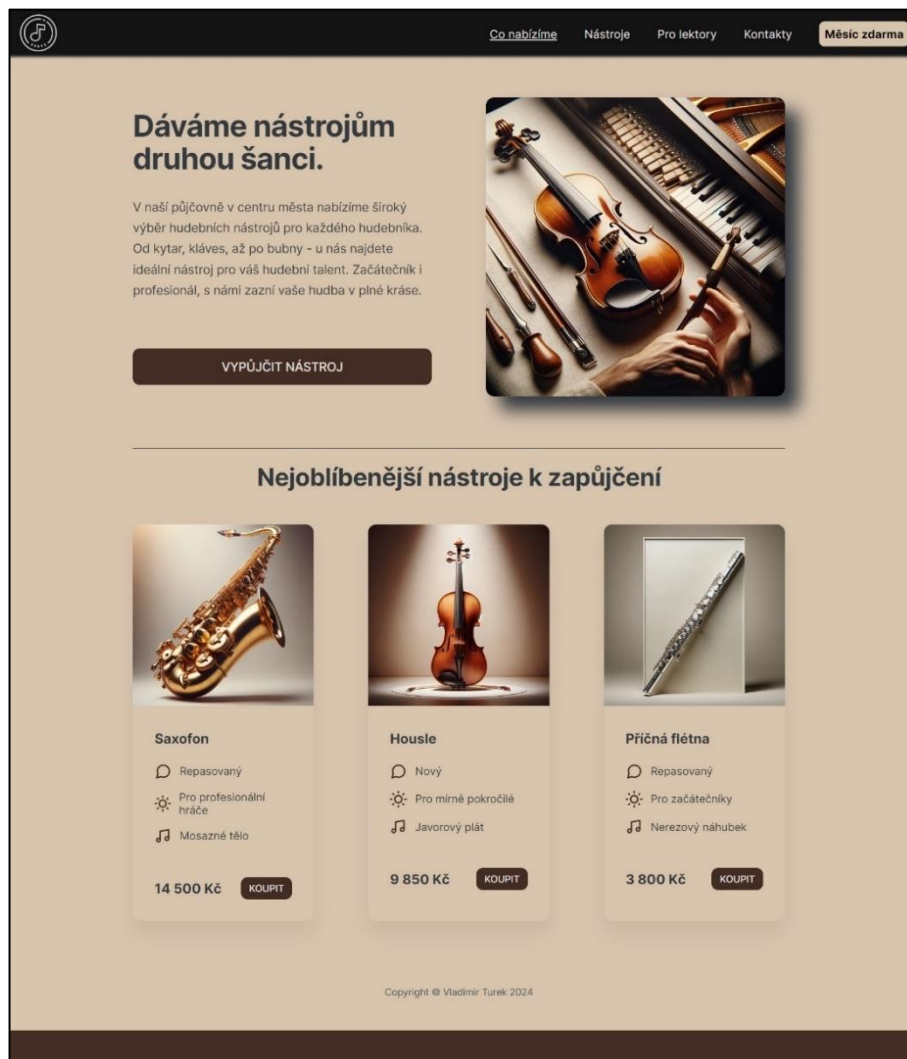 Co nabízíme Nástroje Pro lektory Kontakty Měsíc zdarma
Dáváme nástrojům
druhou šanci.
V naší půjčovně v centru města nabízíme široký
výběr hudebních nástrojů pro každého hudebníka.
Od kytar, kláves, až po bubny - u nás najdete
ideální nástroj pro váš hudební talent. Začátečník i
profesionál, s námi zazní vaše hudba v plné kráse.
VYPŮJČIT NÁSTROJ
Nejoblíbenější nástroje k zapůjčení
Saxofon
Repasovaný
Pro profesionální
hráče
Mosazné tělo
14 500 Kč KOUPIT
Housle
Nový
Pro mírně pokročilé
Javorový plát
9 850 Kč KOUPIT
Příčná flétna
Repasovaný
Pro začátečníky
Nerezový náhubek
3 800 Kč KOUPIT
Copyright © Vladimir Turek 2024